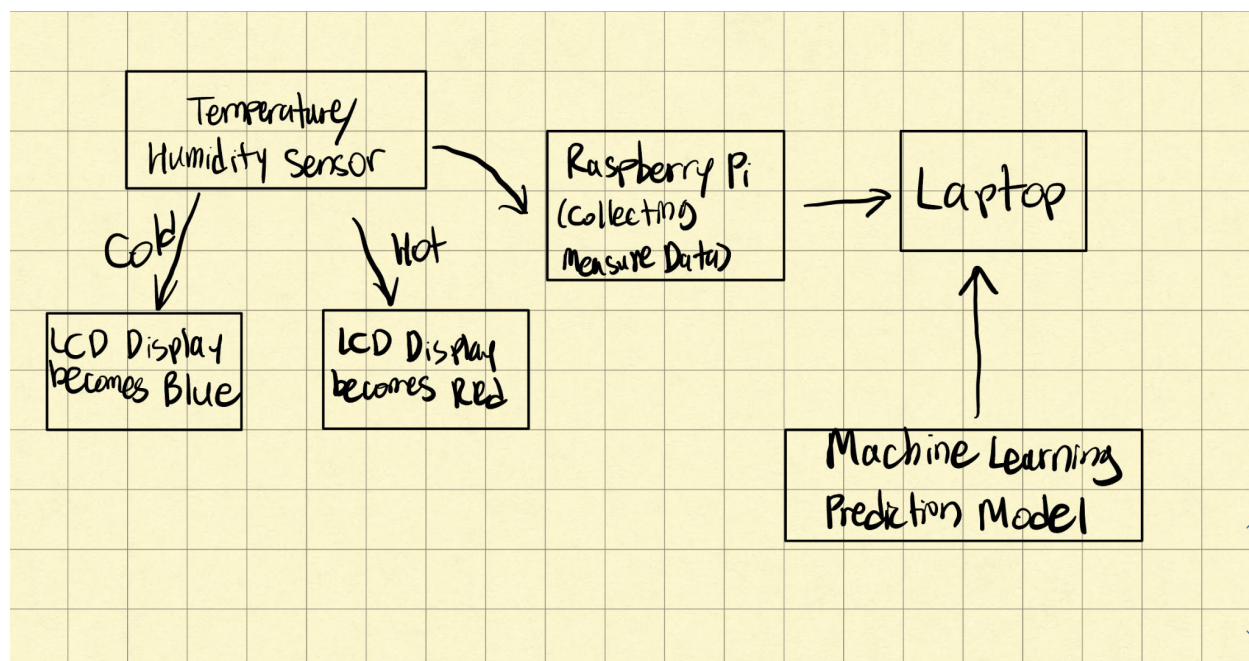 Temperature/
Humidity Sensor
Cold
Hot
LCD Display
becomes Blue
LCD Display
becomes Red
Raspberry Pi
(Collecting
Measure Data)
Laptop
Machine Learning
Prediction Model